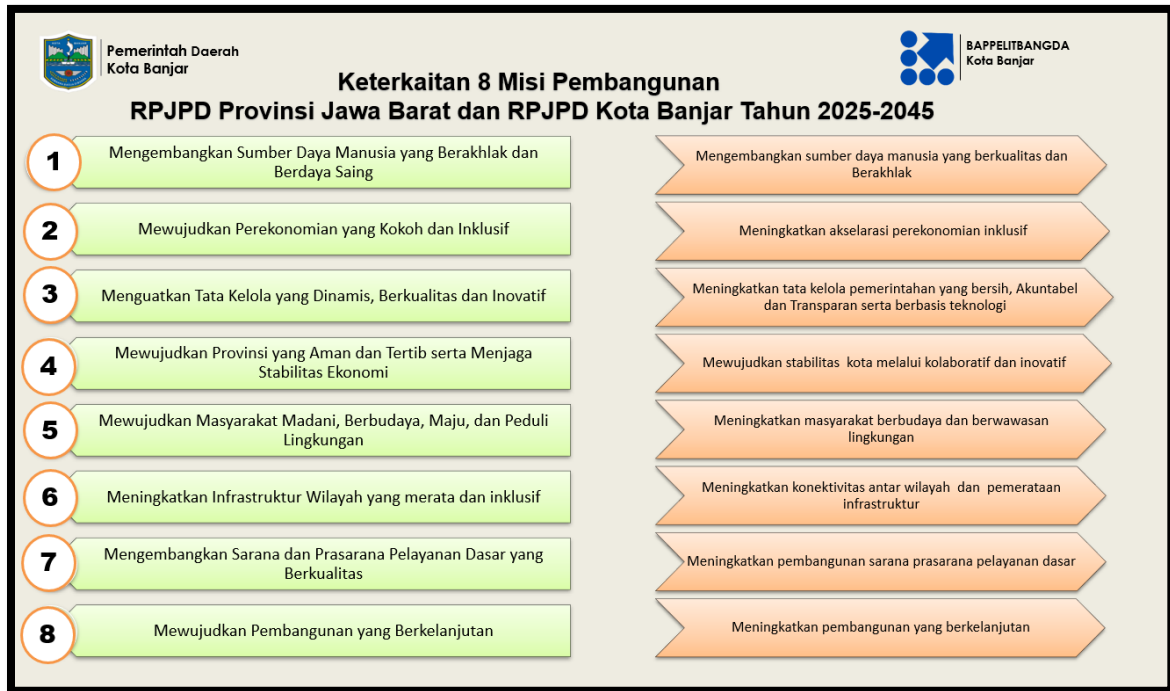 Pemerintah Daerah
Kota Banjar
BAPPELITBANGDA
Kota Banjar
Keterkaitan 8 Misi Pembangunan
RPJPD Provinsi Jawa Barat dan RPJPD Kota Banjar Tahun 2025-2045
1
Mengembangkan Sumber Daya Manusia yang Berakhlak dan
Berdaya Saing
Mengembangkan sumber daya manusia yang berkualitas dan
Berakhlak
2
Mewujudkan Perekonomian yang Kokoh dan Inklusif
Meningkatkan akselarasi perekonomian inklusif
3
Menguatkan Tata Kelola yang Dinamis, Berkualitas dan Inovatif
Meningkatkan tata kelola pemerintahan yang bersih, Akuntabel
dan Transparan serta berbasis teknologi
4
Mewujudkan Provinsi yang Aman dan Tertib serta Menjaga
Stabilitas Ekonomi
Mewujudkan stabilitas kota melalui kolaboratif dan inovatif
5
Mewujudkan Masyarakat Madani, Berbudaya, Maju, dan Peduli
Lingkungan
Meningkatkan masyarakat berbudaya dan berwawasan
lingkungan
6
Meningkatkan Infrastruktur Wilayah yang merata dan inklusif
Meningkatkan konektivitas antar wilayah dan pemerataan
infrastruktur
7
Mengembangkan Sarana dan Prasarana Pelayanan Dasar yang
Berkualitas
Meningkatkan pembangunan sarana prasarana pelayanan dasar
8
Mewujudkan Pembangunan yang Berkelanjutan
Meningkatkan pembangunan yang berkelanjutan